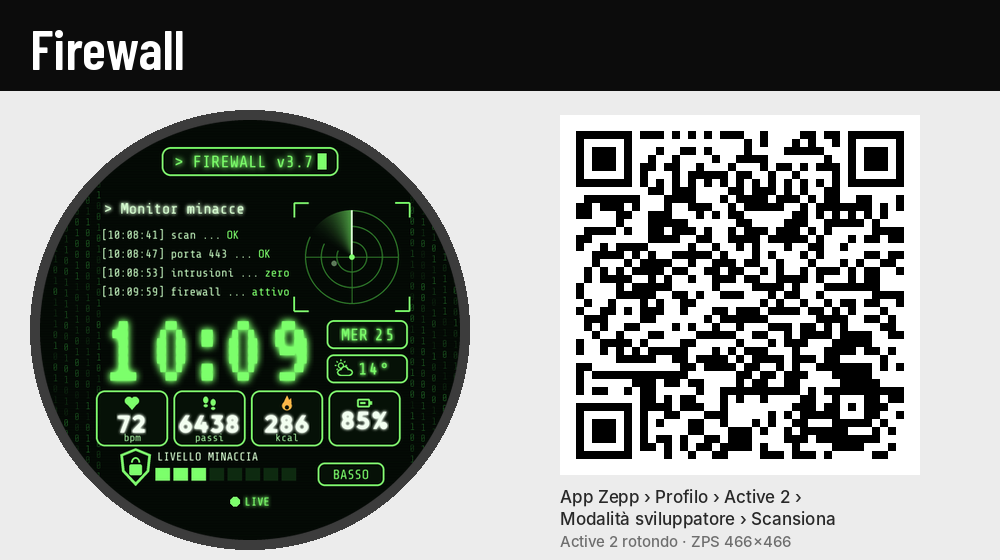 Firewall
> FIREWALL v3.7
> Monitor minacce
[10:08:41] scan ... OK
[10:08:47] porta 443 ... OK
[10:08:53] intrusioni ... zero
[10:09:59] firewall ... attivo
10:09
MER 25
14°
72
bpm
6438
passi
286
kcal
85%
LIVELLO MINACCIA
BASSO
LIVE
App Zepp › Profilo › Active 2 ›
Modalità sviluppatore › Scansiona
Active 2 rotondo · ZPS 466×466